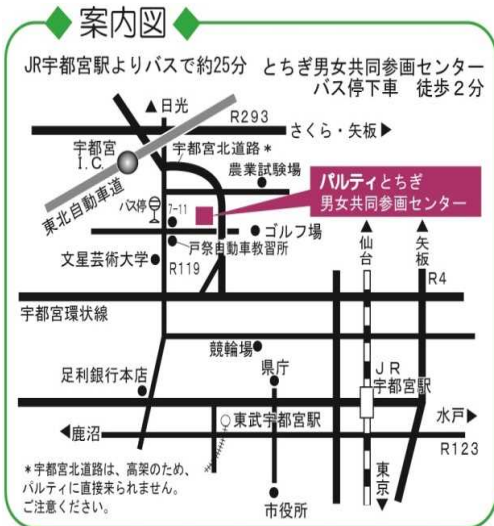 案内図
JR宇都宮駅よりバスで約25分 とちぎ男女共同参画センター
バス停下車 徒歩2分
▲日光
R293
さくら・矢板▶
宇都宮
I.C.
宇都宮北道路*
農業試験場
東北自動車道
バス停
7-11
パルティとちぎ
男女共同参画センター
ゴルフ場
戸祭自動車教習所
文星芸術大学
R119
▲仙台
▲矢板
R4
宇都宮環状線
競輪場
県庁
JR
宇都宮駅
足利銀行本店
東武宇都宮駅
水戸▶
◀鹿沼
R123
*宇都宮北道路は、高架のため、
パルティに直接来られません。
ご注意ください。
市役所
東京▼